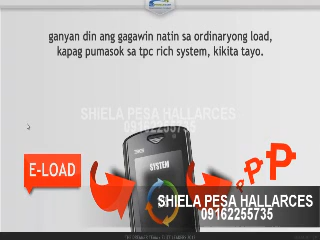 ganyan din ang gagawin natin sa ordinaryong load,
kapag pumasok sa tpc rich system, kikita tayo.
SHIELA PESA HALLARCES
09162255735
E-LOAD
SYSTEM
P P P
SHIELA PESA HALLARCES
09162255735